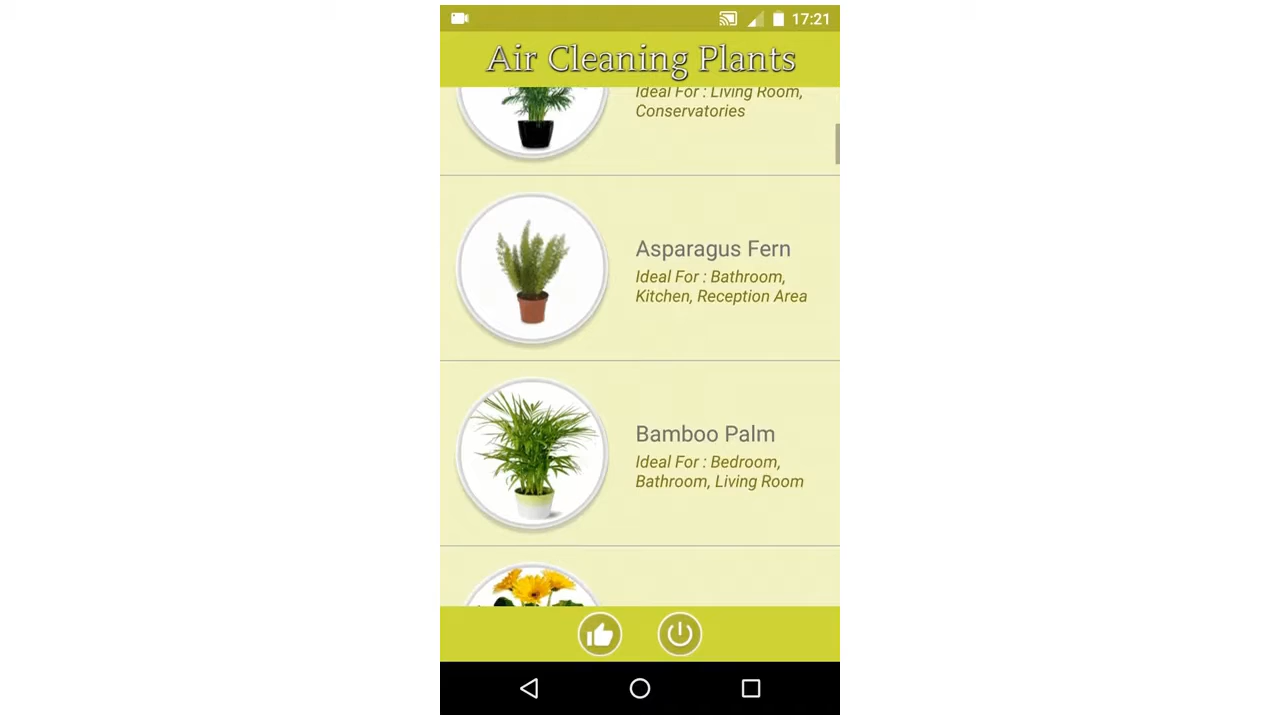 17:21
Air Cleaning Plants
Ideal For : Living Room,
Conservatories
Asparagus Fern
Ideal For : Bathroom,
Kitchen, Reception Area
Bamboo Palm
Ideal For : Bedroom,
Bathroom, Living Room